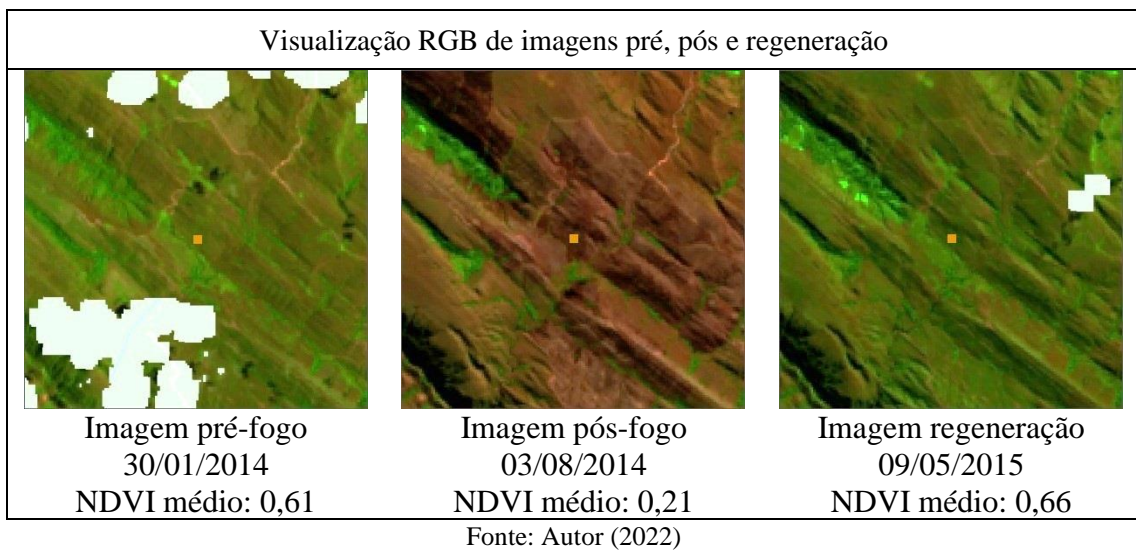 Visualização RGB de imagens pré, pós e regeneração
Imagem pré-fogo
30/01/2014
NDVI médio: 0,61
Imagem pós-fogo
03/08/2014
NDVI médio: 0,21
Imagem regeneração
09/05/2015
NDVI médio: 0,66
Fonte: Autor (2022)